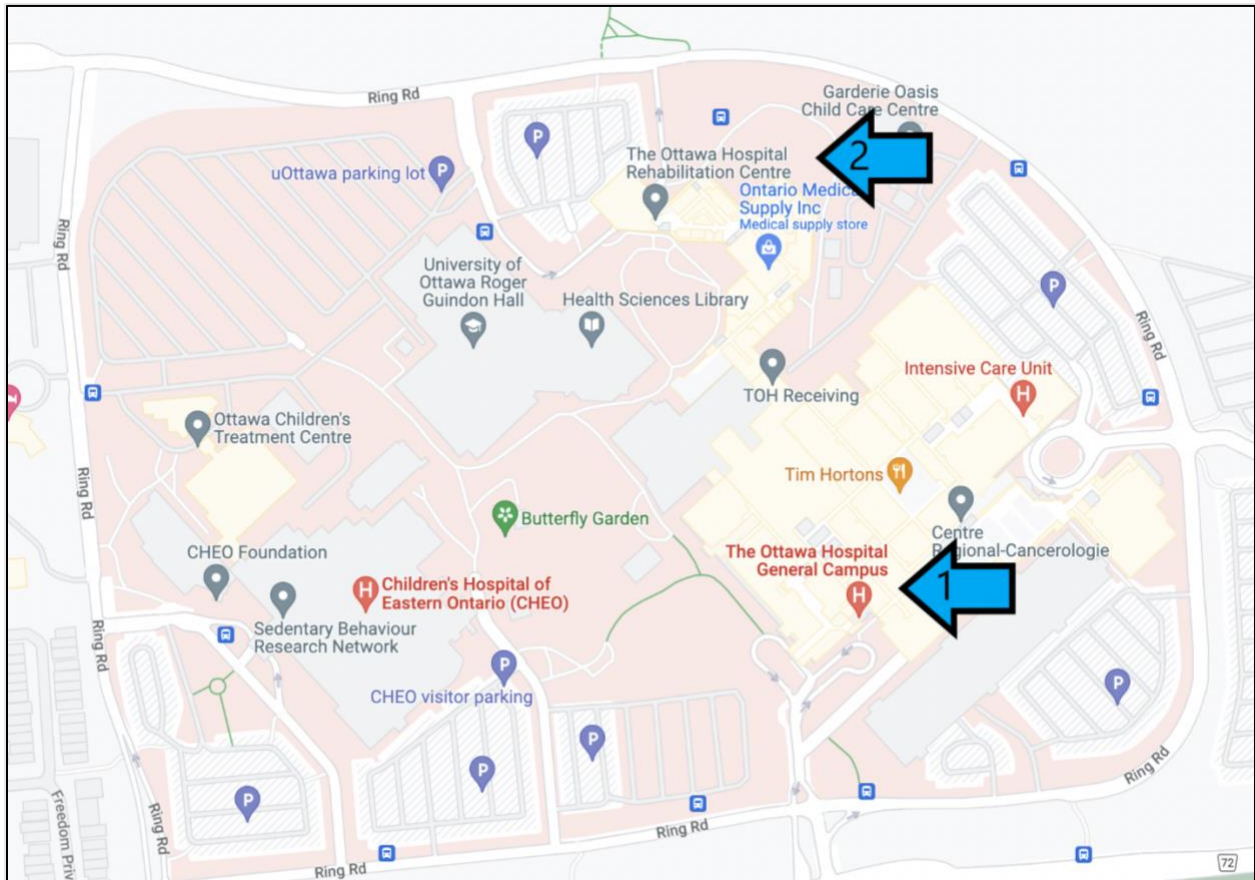 Ring Rd
Garderie Oasis
Child Care Centre
2
The Ottawa Hospital
Rehabilitation Centre
uOttawa parking lot
P
P
Ontario Medical
Supply Inc
Medical supply store
Ring Rd
University of
Ottawa Roger
Guindon Hall
Health Sciences Library
P
Ring Rd
Intensive Care Unit
H
TOH Receiving
Ottawa Children's
Treatment Centre
Tim Hortons
Ring Rd
Butterfly Garden
Centre
Regional-Cancerologie
CHEO Foundation
The Ottawa Hospital
General Campus
H
1
H
Children's Hospital of
Eastern Ontario (CHEO)
Sedentary Behaviour
Research Network
Ring Rd
CHEO visitor parking
P
P
P
P
P
Ring Rd
Ring Rd
Freedom Priv
Ring Rd
Ring Rd
72